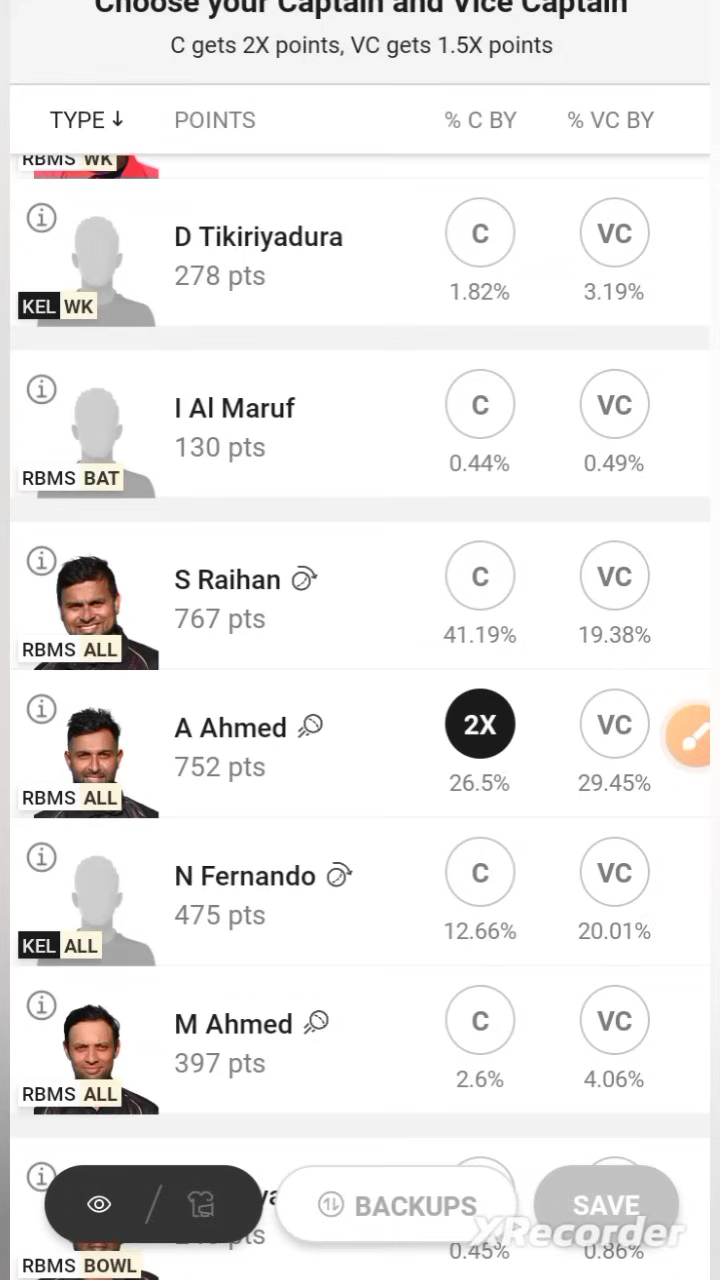 Choose your Captain and Vice Captain
C gets 2X points, VC gets 1.5X points
TYPE ↓ POINTS % C BY % VC BY
RBMS WK
D Tikiriyadura C VC
278 pts
KEL WK 1.82% 3.19%
I Al Maruf C VC
130 pts
RBMS BAT 0.44% 0.49%
S Raihan C VC
767 pts
RBMS ALL 41.19% 19.38%
A Ahmed 2X VC
752 pts
RBMS ALL 26.5% 29.45%
N Fernando C VC
475 pts
KEL ALL 12.66% 20.01%
M Ahmed C VC
397 pts
RBMS ALL 2.6% 4.06%
BACKUPS SAVE
XRecorder
pts
RBMS BOWL 0.45% 0.86%